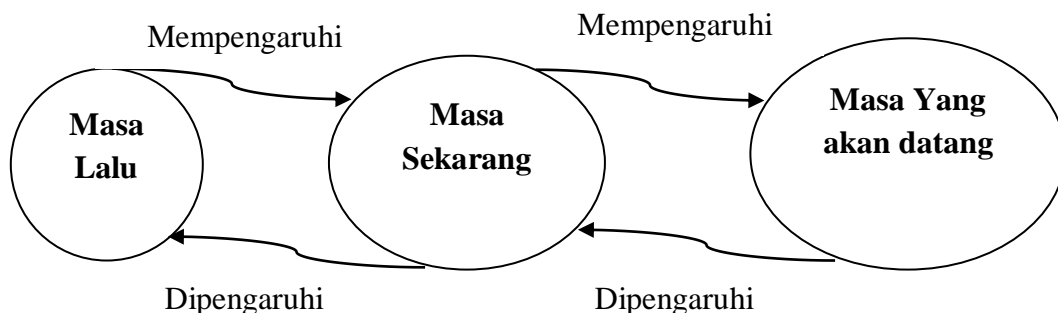 Mempengaruhi
Mempengaruhi
Masa
Lalu
Masa
Sekarang
Masa Yang
akan datang
Dipengaruhi
Dipengaruhi